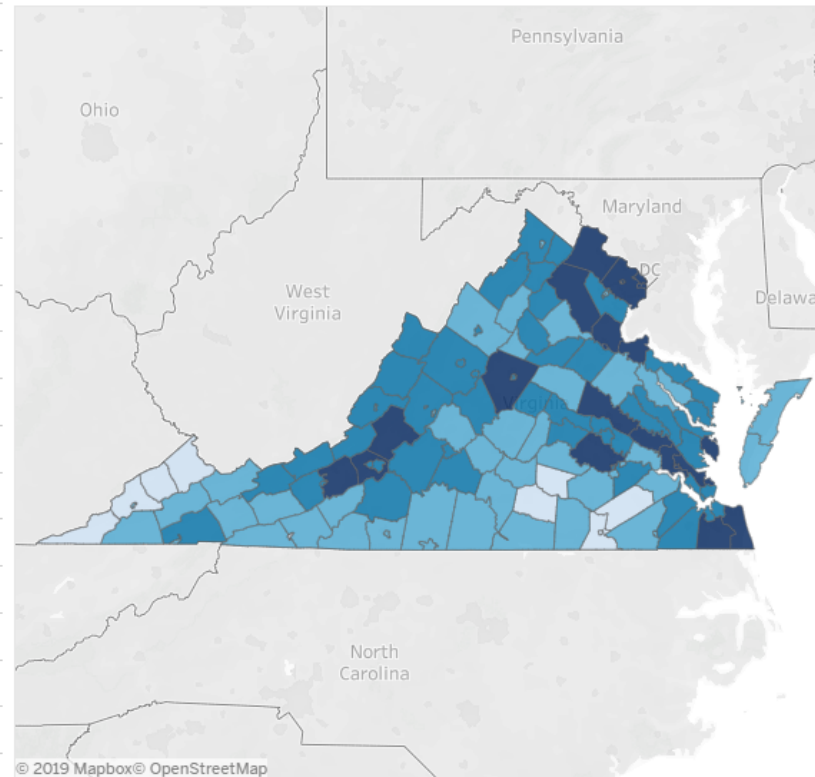 Pennsylvania
Ohio
Maryland
DC
West
Virginia
Delawa
Virginia
North
Carolina
© 2019 Mapbox© OpenStreetMap